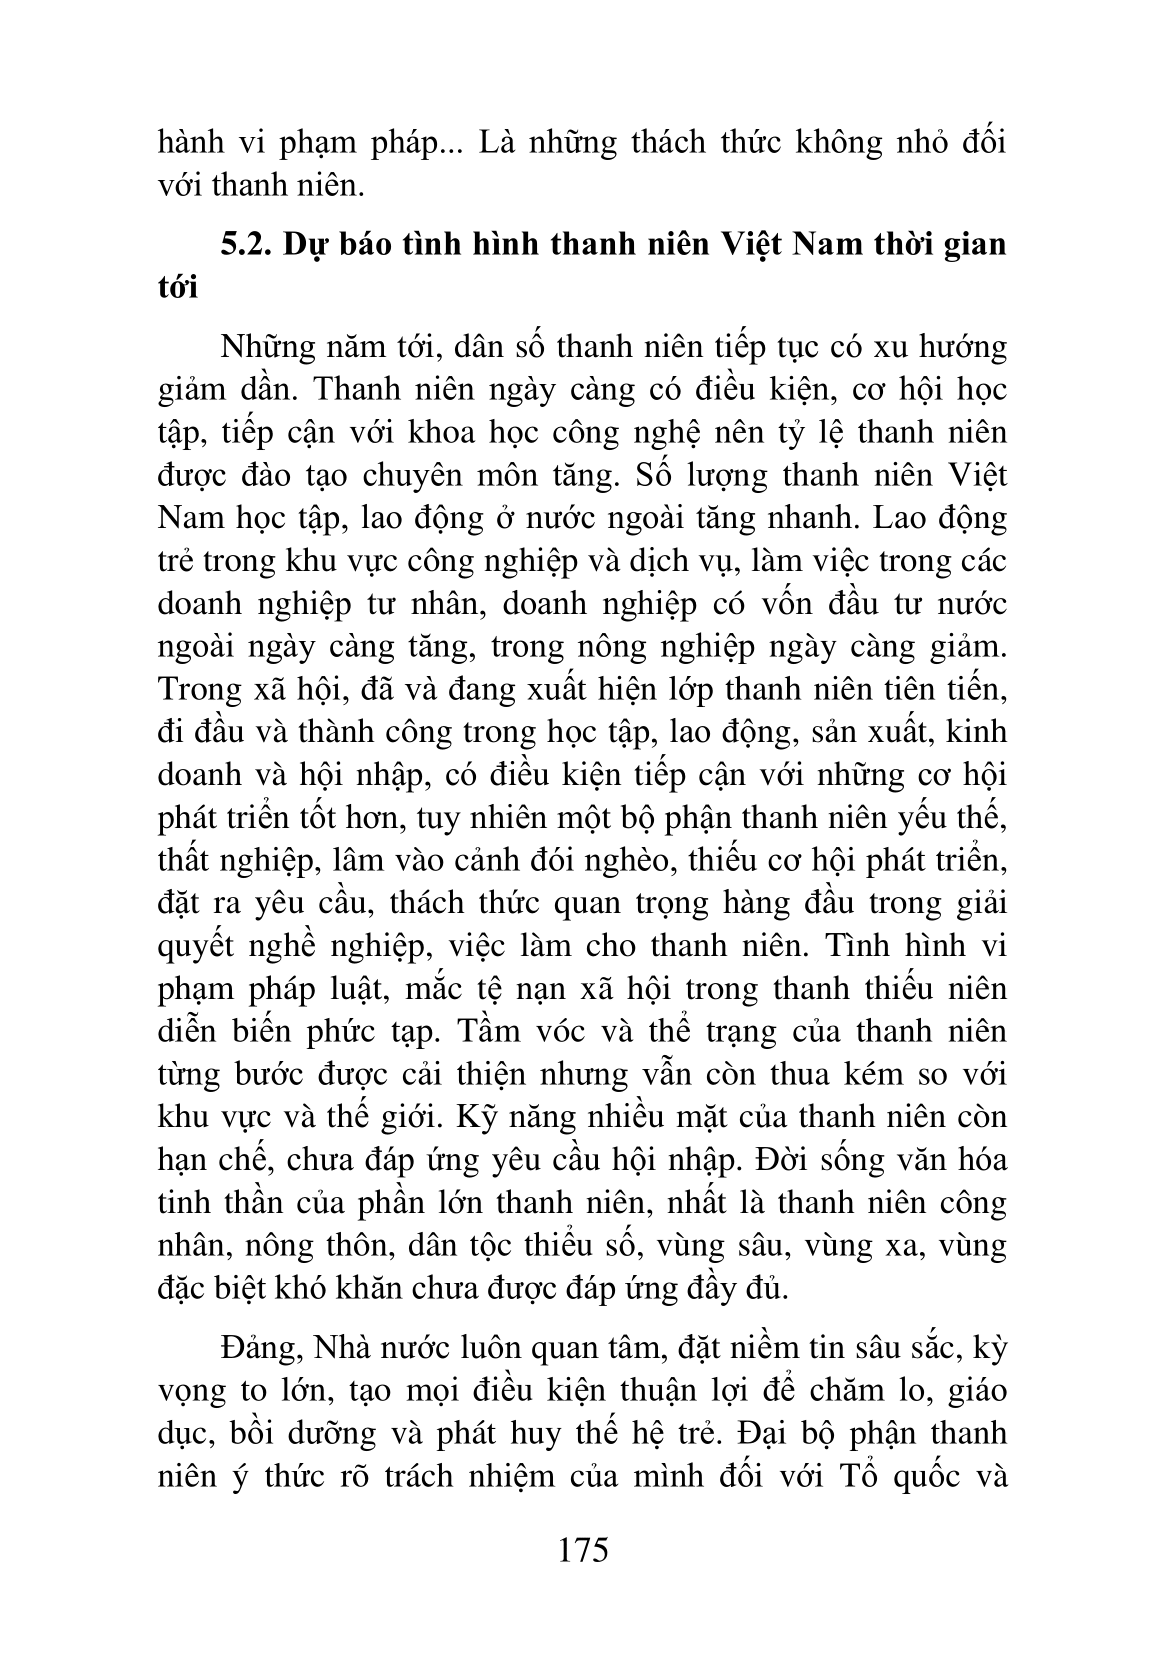 hành vi phạm pháp... Là những thách thức không nhỏ đối
với thanh niên.
5.2. Dự báo tình hình thanh niên Việt Nam thời gian
tới
Những năm tới, dân số thanh niên tiếp tục có xu hướng
giảm dần. Thanh niên ngày càng có điều kiện, cơ hội học
tập, tiếp cận với khoa học công nghệ nên tỷ lệ thanh niên
được đào tạo chuyên môn tăng. Số lượng thanh niên Việt
Nam học tập, lao động ở nước ngoài tăng nhanh. Lao động
trẻ trong khu vực công nghiệp và dịch vụ, làm việc trong các
doanh nghiệp tư nhân, doanh nghiệp có vốn đầu tư nước
ngoài ngày càng tăng, trong nông nghiệp ngày càng giảm.
Trong xã hội, đã và đang xuất hiện lớp thanh niên tiên tiến,
đi đầu và thành công trong học tập, lao động, sản xuất, kinh
doanh và hội nhập, có điều kiện tiếp cận với những cơ hội
phát triển tốt hơn, tuy nhiên một bộ phận thanh niên yếu thế,
thất nghiệp, lâm vào cảnh đói nghèo, thiếu cơ hội phát triển,
đặt ra yêu cầu, thách thức quan trọng hàng đầu trong giải
quyết nghề nghiệp, việc làm cho thanh niên. Tình hình vi
phạm pháp luật, mắc tệ nạn xã hội trong thanh thiếu niên
diễn biến phức tạp. Tầm vóc và thể trạng của thanh niên
từng bước được cải thiện nhưng vẫn còn thua kém so với
khu vực và thế giới. Kỹ năng nhiều mặt của thanh niên còn
hạn chế, chưa đáp ứng yêu cầu hội nhập. Đời sống văn hóa
tinh thần của phần lớn thanh niên, nhất là thanh niên công
nhân, nông thôn, dân tộc thiểu số, vùng sâu, vùng xa, vùng
đặc biệt khó khăn chưa được đáp ứng đầy đủ.
Đảng, Nhà nước luôn quan tâm, đặt niềm tin sâu sắc, kỳ
vọng to lớn, tạo mọi điều kiện thuận lợi để chăm lo, giáo
dục, bồi dưỡng và phát huy thế hệ trẻ. Đại bộ phận thanh
niên ý thức rõ trách nhiệm của mình đối với Tổ quốc và
175